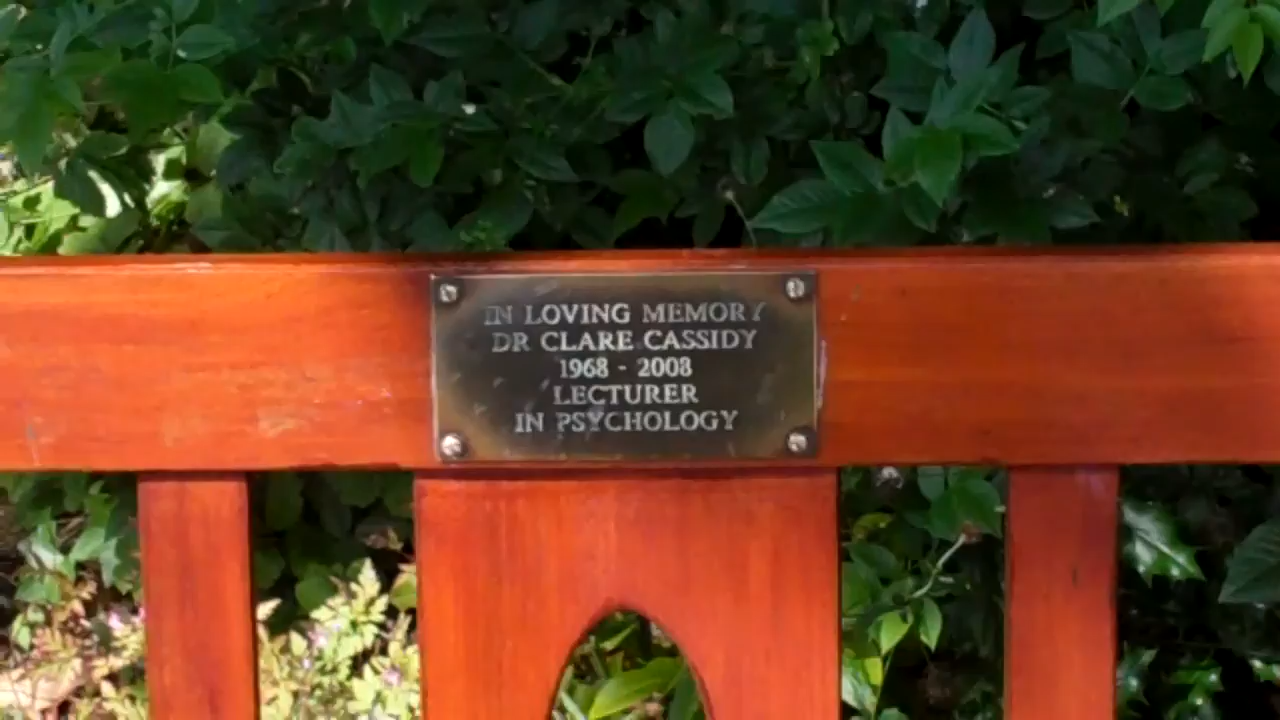 IN LOVING MEMORY
DR CLARE CASSIDY
1968 - 2008
LECTURER
IN PSYCHOLOGY